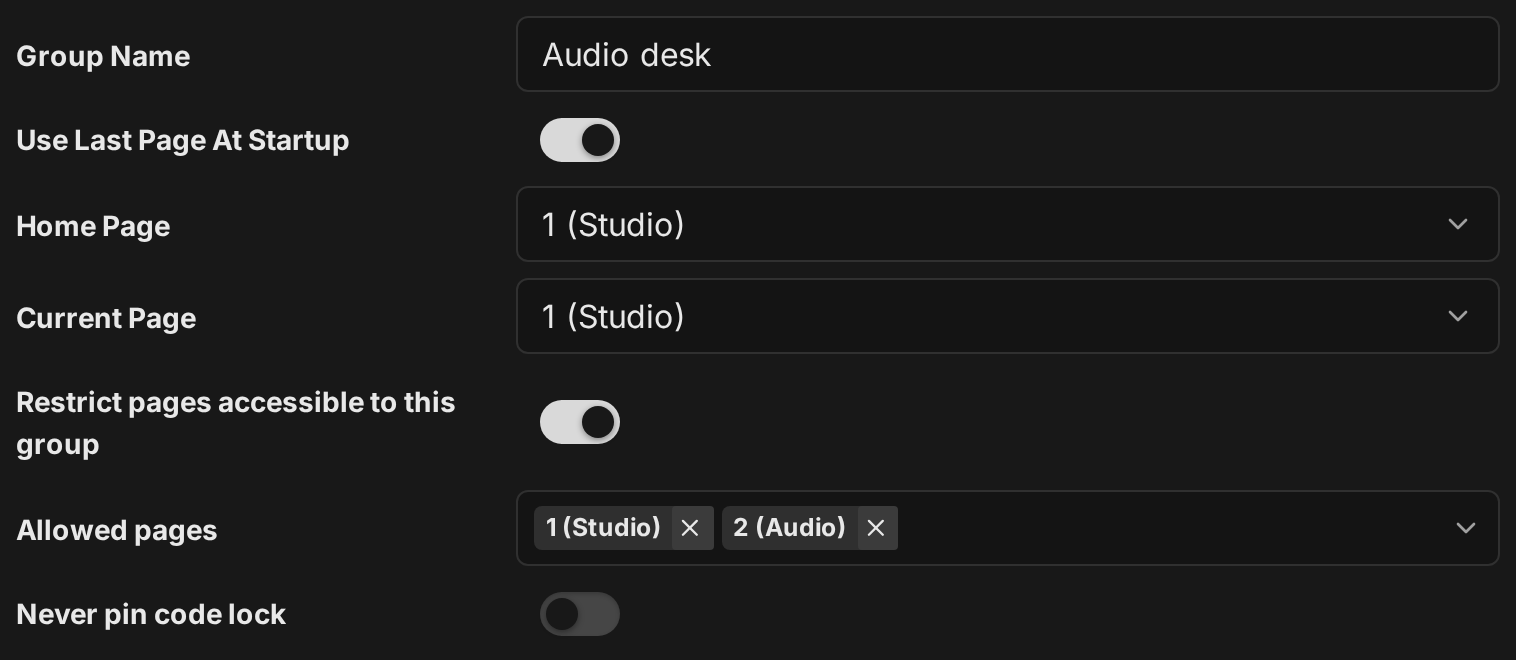 Group Name
Audio desk
Use Last Page At Startup
Home Page
1 (Studio)
Current Page
1 (Studio)
Restrict pages accessible to this
group
Allowed pages
1 (Studio) 2 (Audio)
Never pin code lock